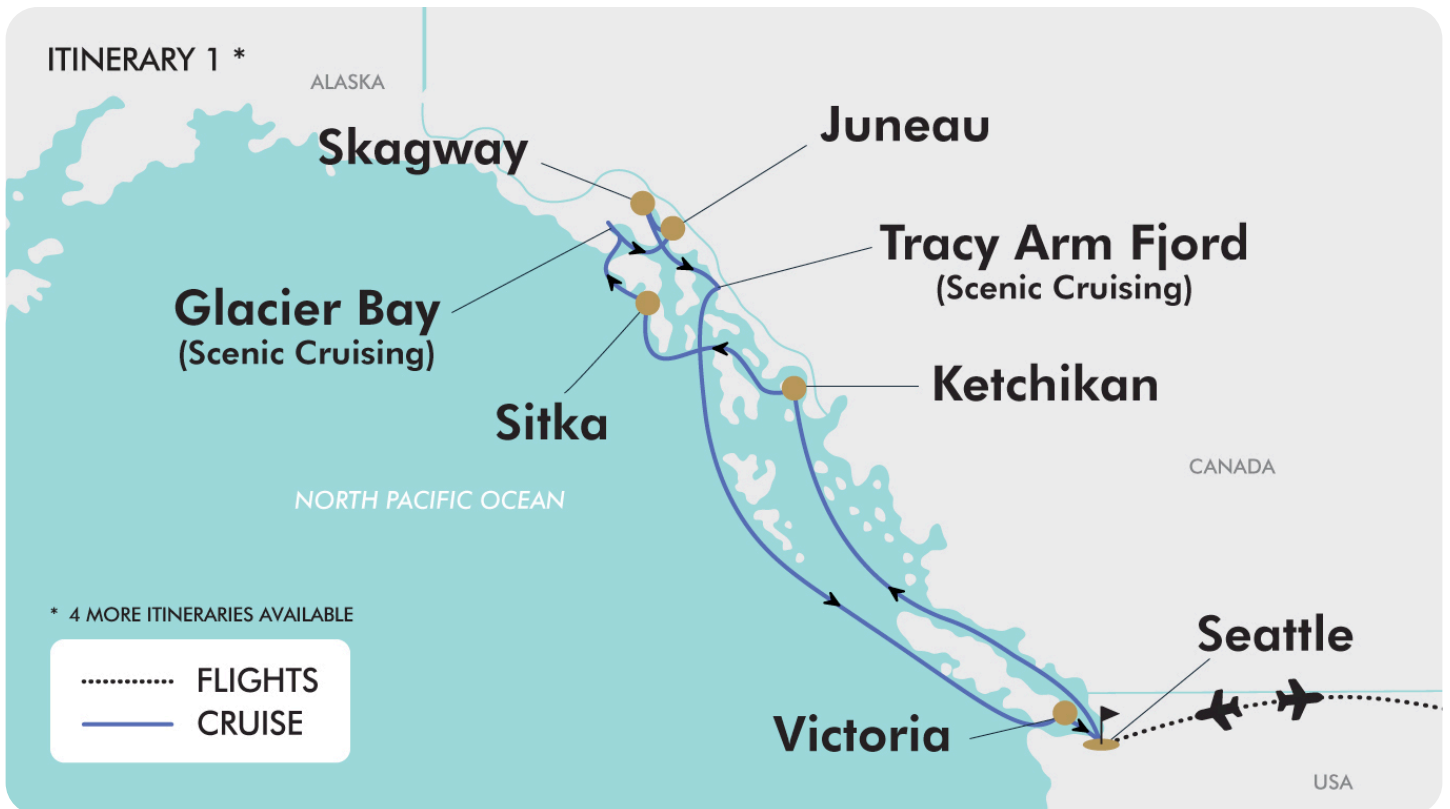 ITINERARY 1 *
ALASKA
Skagway
Juneau
Tracy Arm Fjord
(Scenic Cruising)
Glacier Bay
(Scenic Cruising)
Sitka
Ketchikan
CANADA
NORTH PACIFIC OCEAN
* 4 MORE ITINERARIES AVAILABLE
FLIGHTS
CRUISE
Seattle
Victoria
USA